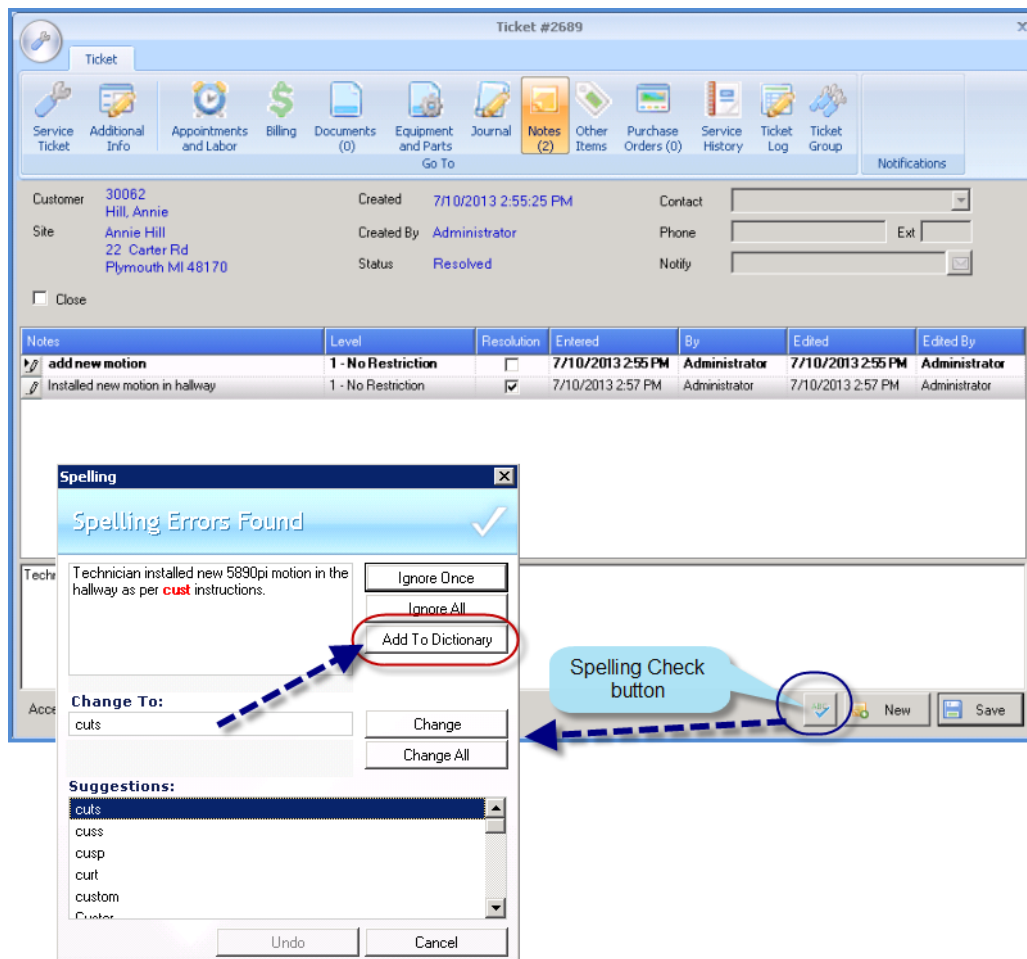 Ticket #2689 x
Ticket
Service Ticket
Additional Info
Appointments and Labor
Billing
Documents (0)
Equipment and Parts
Journal
Notes (2)
Other Items
Purchase Orders (0)
Service History
Ticket Log
Ticket Group
Go To
Notifications
Customer 30062 Created 7/10/2013 2:55:25 PM Contact
Hill, Annie
Site Annie Hill Created By Administrator Phone Ext
22 Carter Rd
Plymouth MI 48170 Status Resolved Notify
Close
Notes Level Resolution Entered By Edited Edited By
add new motion 1 - No Restriction 7/10/2013 2:55 PM Administrator 7/10/2013 2:55 PM Administrator
Installed new motion in hallway 1 - No Restriction 7/10/2013 2:57 PM Administrator 7/10/2013 2:57 PM Administrator
Spelling
Spelling Errors Found
Technician installed new 5890pi motion in the
hallway as per cust instructions.
Ignore Once
Ignore All
Add To Dictionary
Change To:
cuts
Change
Change All
Suggestions:
cuts
cuss
cusp
curt
custom
Undo Cancel
Spelling Check
button
ABC
New
Save